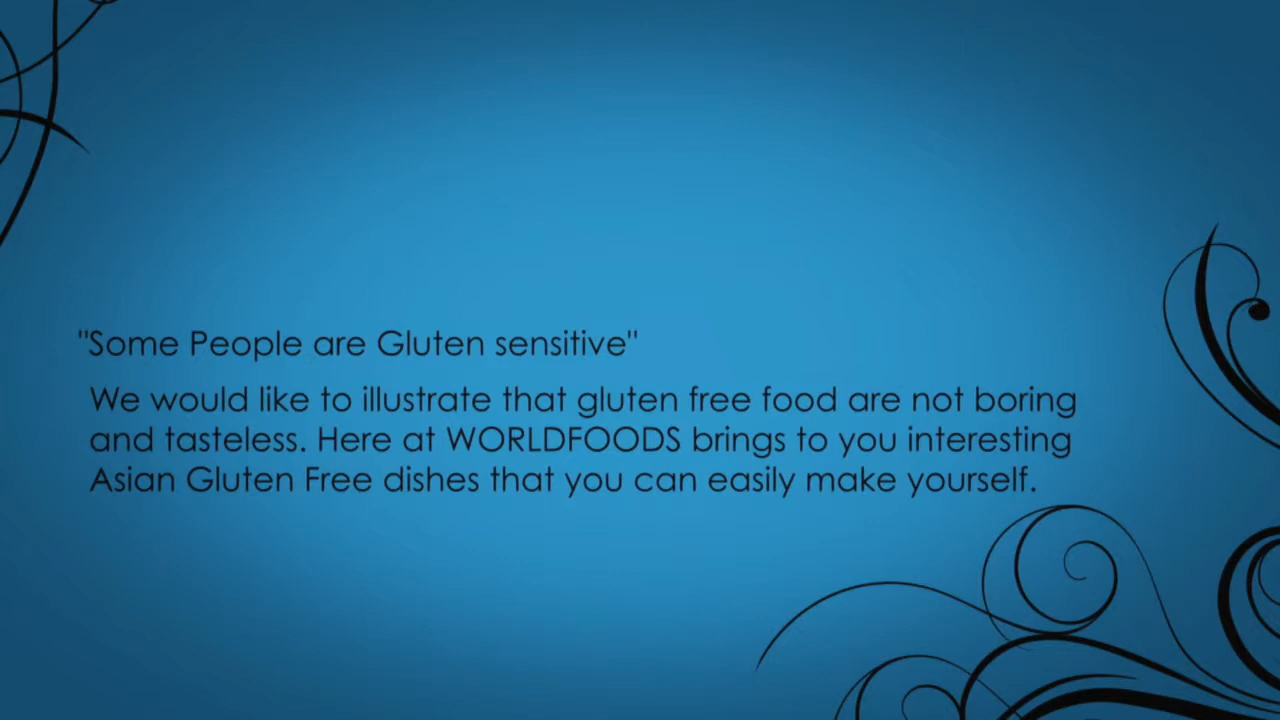 "Some People are Gluten sensitive"
We would like to illustrate that gluten free food are not boring
and tasteless. Here at WORLDFOODS brings to you interesting
Asian Gluten Free dishes that you can easily make yourself.